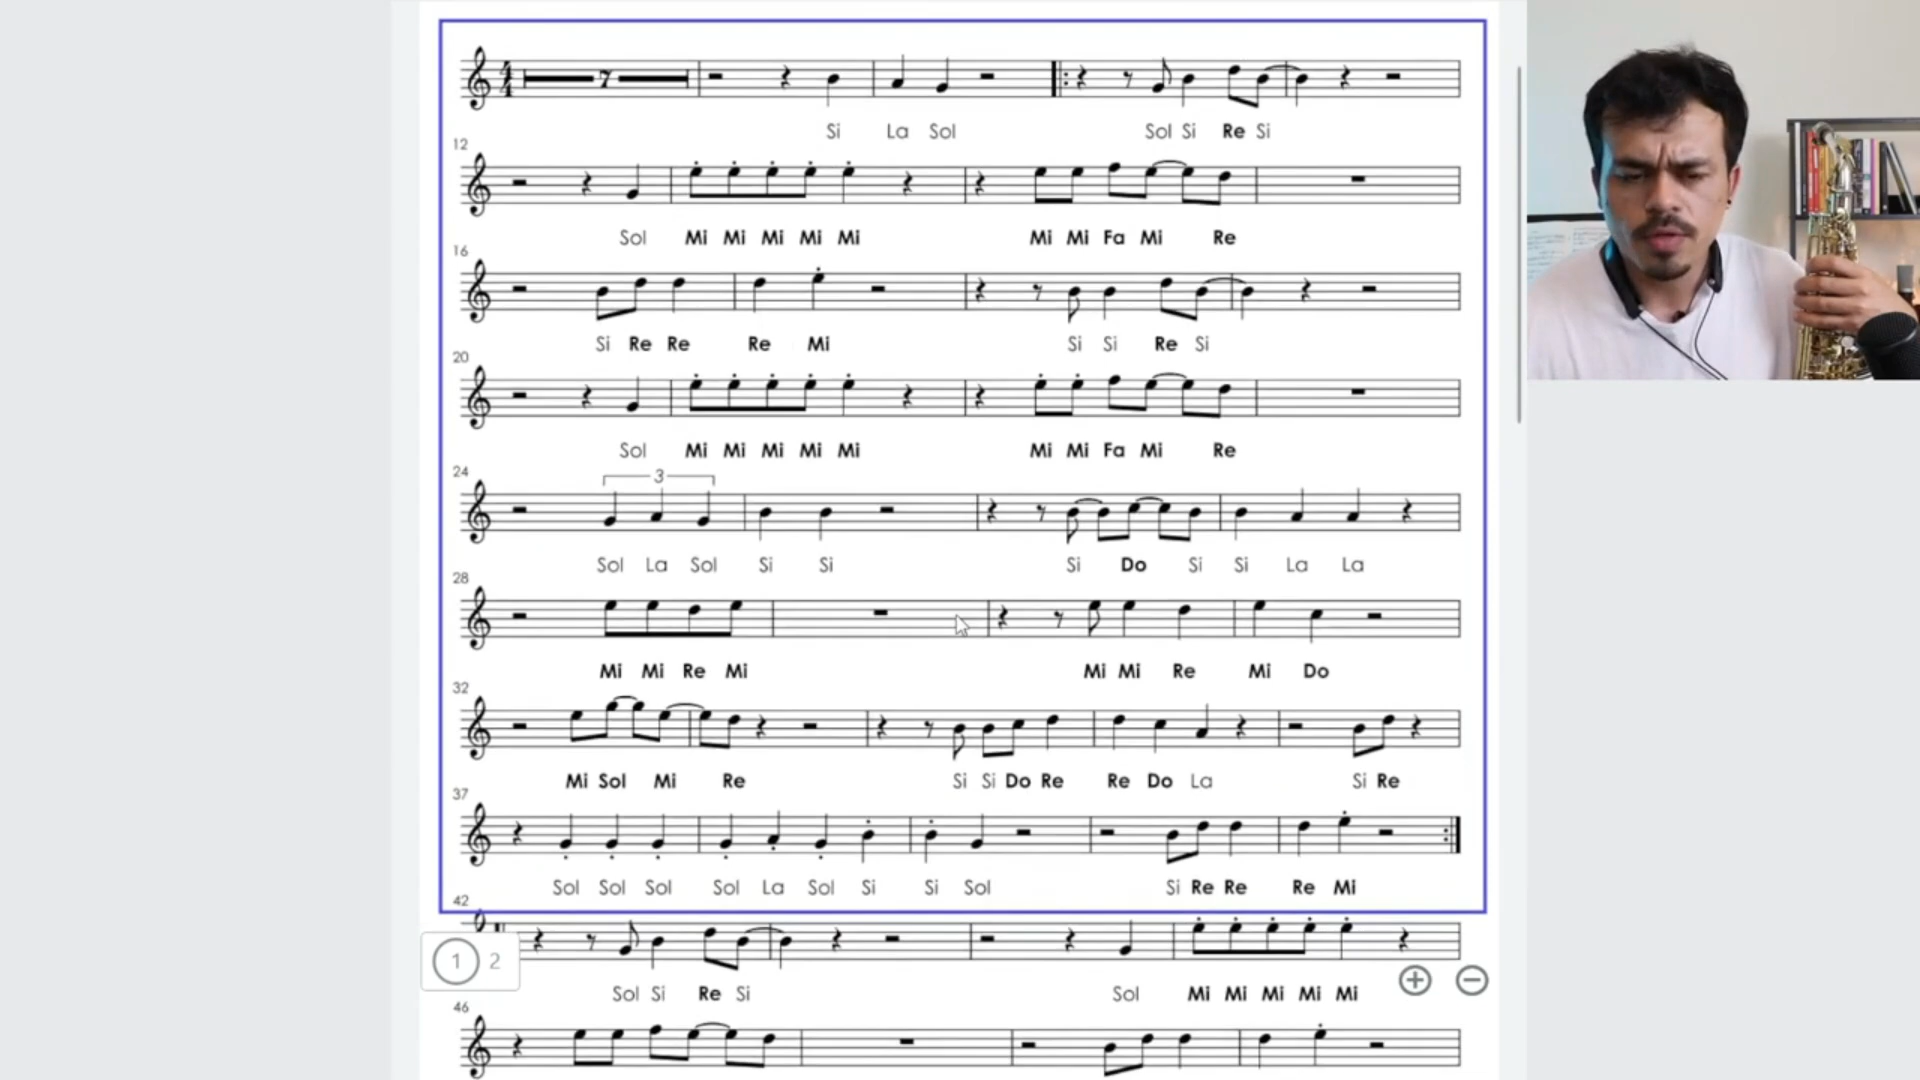 7
Si La Sol Sol Si Re Si
12
Sol Mi Mi Mi Mi Mi Mi Mi Fa Mi Re
16
Si Re Re Re Mi Si Si Re Si
20
Sol Mi Mi Mi Mi Mi Mi Mi Fa Mi Re
24
3
Sol La Sol Si Si Si Do Si Si La La
28
Mi Mi Re Mi Mi Mi Re Mi Do
32
Mi Sol Mi Re Si Si Do Re Re Do La Si Re
37
Sol Sol Sol Sol La Sol Si Si Sol Si Re Re Re Mi
42
1 2
Sol Si Re Si Sol Mi Mi Mi Mi Mi
46